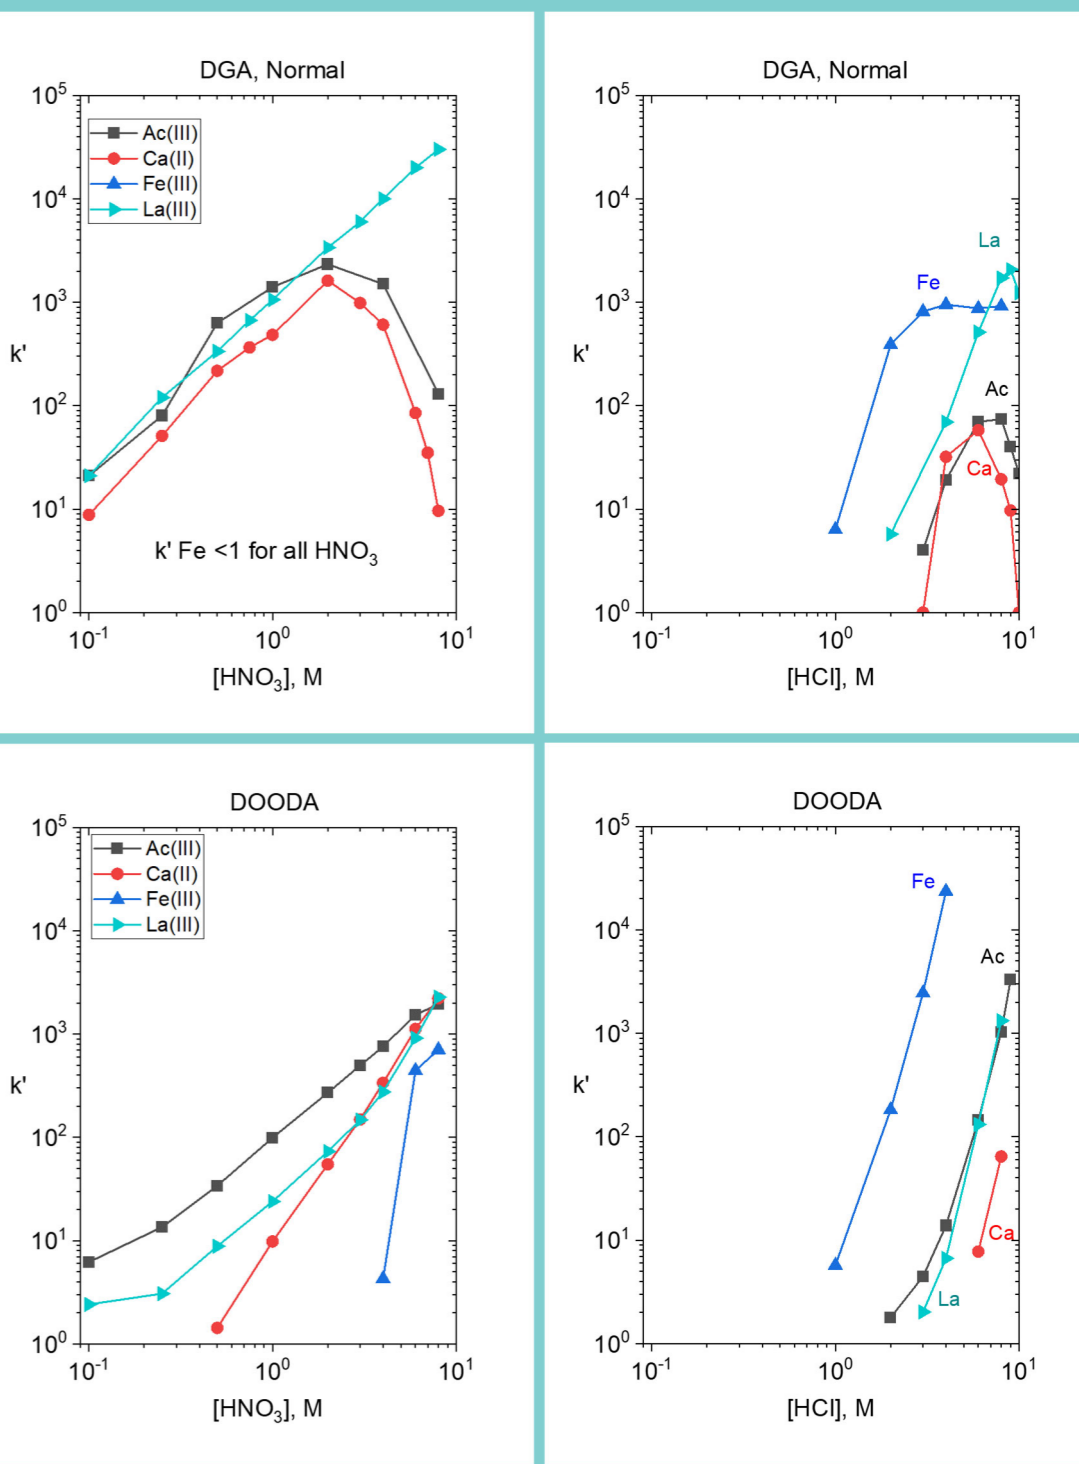 DGA, Normal
10^5
10^4
10^3
10^2
10^1
10^0
k'
Ac(III)
Ca(II)
Fe(III)
La(III)
k' Fe <1 for all HNO₃
10^-1
10^0
10^1
[HNO₃], M
DGA, Normal
10^5
10^4
10^3
10^2
10^1
10^0
k'
La
Fe
Ac
Ca
10^-1
10^0
10^1
[HCl], M
DOODA
10^5
10^4
10^3
10^2
10^1
10^0
k'
Ac(III)
Ca(II)
Fe(III)
La(III)
10^-1
10^0
10^1
[HNO₃], M
DOODA
10^5
10^4
10^3
10^2
10^1
10^0
k'
Fe
Ac
Ca
La
10^-1
10^0
10^1
[HCl], M